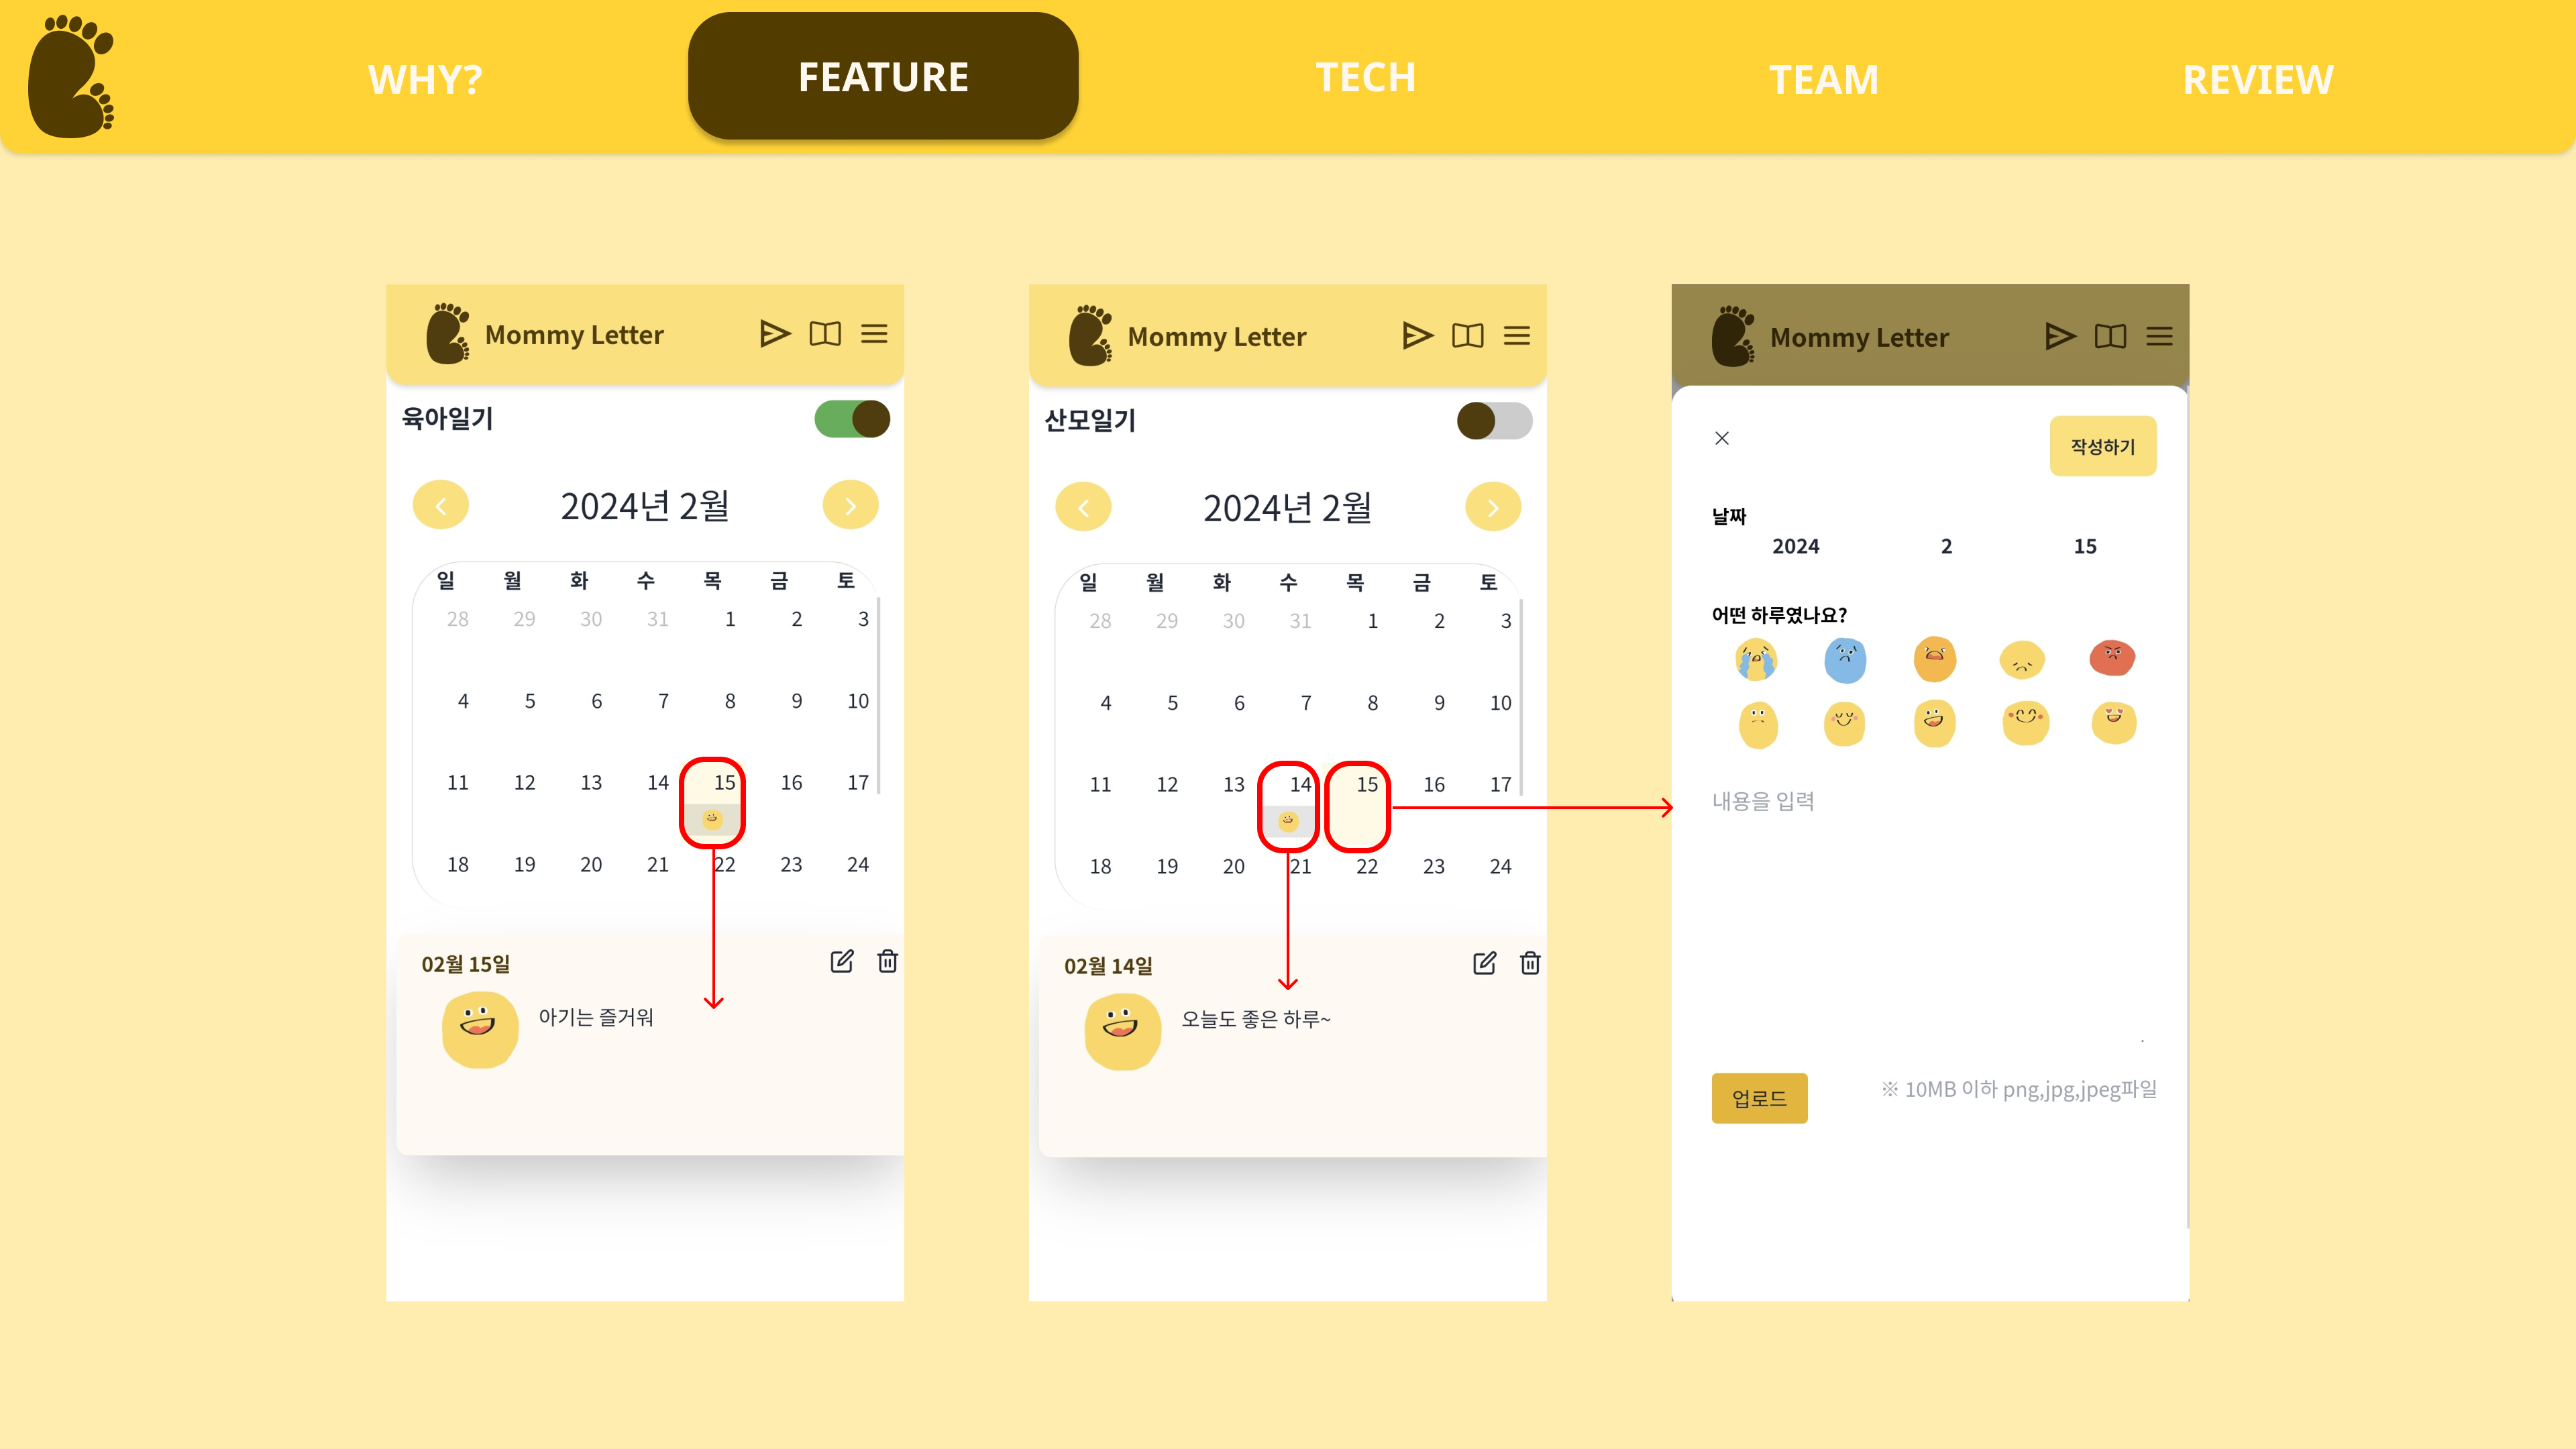 WHY?
FEATURE
TECH
TEAM
REVIEW
Mommy Letter
육아일기
2024년 2월
일 월 화 수 목 금 토
28 29 30 31 1 2 3
4 5 6 7 8 9 10
11 12 13 14 15 16 17
18 19 20 21 22 23 24
02월 15일
아기는 즐거워
Mommy Letter
산모일기
2024년 2월
일 월 화 수 목 금 토
28 29 30 31 1 2 3
4 5 6 7 8 9 10
11 12 13 14 15 16 17
18 19 20 21 22 23 24
02월 14일
오늘도 좋은 하루~
Mommy Letter
작성하기
날짜
2024 2 15
어떤 하루였나요?
내용을 입력
업로드
※ 10MB 이하 png,jpg,jpeg파일